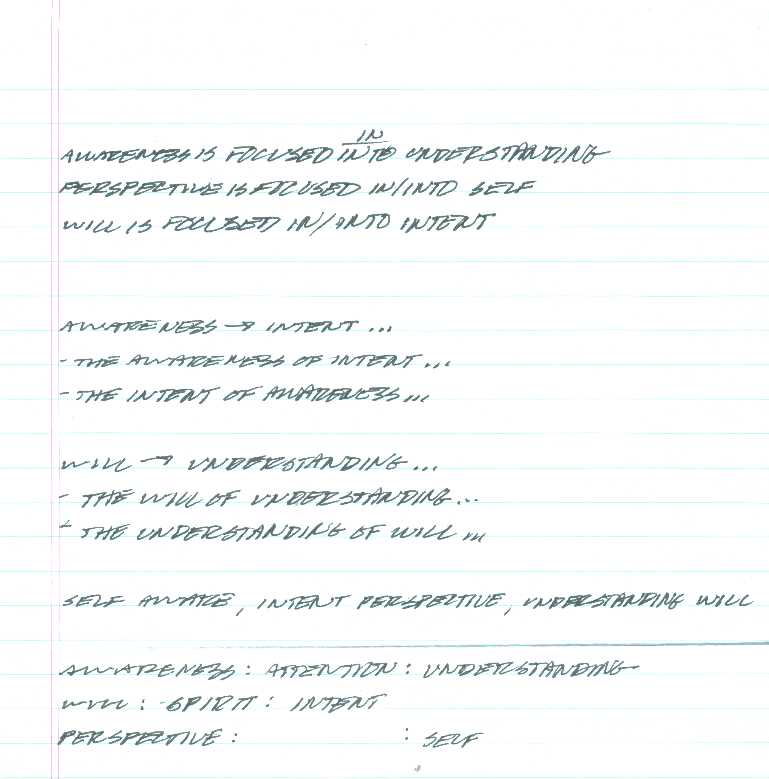 IN
AWARENESS IS FOCUSED INTO UNDERSTANDING
PERSPECTIVE IS FOCUSED IN/INTO SELF
WILL IS FOCUSED IN/INTO INTENT
AWARENESS → INTENT ...
- THE AWARENESS OF INTENT ...
- THE INTENT OF AWARENESS ...
WILL → UNDERSTANDING ...
- THE WILL OF UNDERSTANDING ...
- THE UNDERSTANDING OF WILL ...
SELF AWARE, INTENT PERSPECTIVE, UNDERSTANDING WILL
AWARENESS : ATTENTION : UNDERSTANDING
WILL : SPIRIT : INTENT
PERSPECTIVE : : SELF